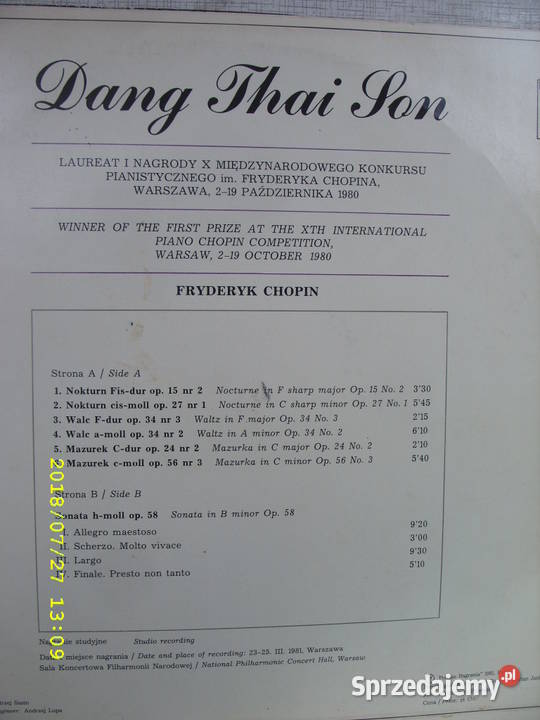 Dang Thai Son
LAUREAT I NAGRODY X MIĘDZYNARODOWEGO KONKURSU
PIANISTYCZNEGO im. FRYDERYKA CHOPINA,
WARSZAWA, 2–19 PAŹDZIERNIKA 1980
WINNER OF THE FIRST PRIZE AT THE XTH INTERNATIONAL
PIANO CHOPIN COMPETITION,
WARSAW, 2–19 OCTOBER 1980
FRYDERYK CHOPIN
Strona A / Side A
1. Nokturn Fis-dur op. 15 nr 2 Nocturne in F sharp major Op. 15 No. 2 3'30
2. Nokturn cis-moll op. 27 nr 1 Nocturne in C sharp minor Op. 27 No. 1 5'45
3. Walc F-dur op. 34 nr 3 Waltz in F major Op. 34 No. 3 2'15
4. Walc a-moll op. 34 nr 2 Waltz in A minor Op. 34 No. 2 6'10
5. Mazurek C-dur op. 24 nr 2 Mazurka in C major Op. 24 No. 2 2'10
Mazurek c-moll op. 56 nr 3 Mazurka in C minor Op. 56 No. 3 5'40
Strona B / Side B
Sonata h-moll op. 58 Sonata in B minor Op. 58
I. Allegro maestoso 9'20
II. Scherzo. Molto vivace 3'00
III. Largo 9'30
IV. Finale. Presto non tanto 5'10
Nagranie studyjne Studio recording
Data i miejsce nagrania / Date and place of recording: 23–25. III. 1981, Warszawa
Sala Koncertowa Filharmonii Narodowej / National Philharmonic Concert Hall, Warsaw
Andrzej Lupa
2018/07/27 13:09
Sprzedajemy.pl